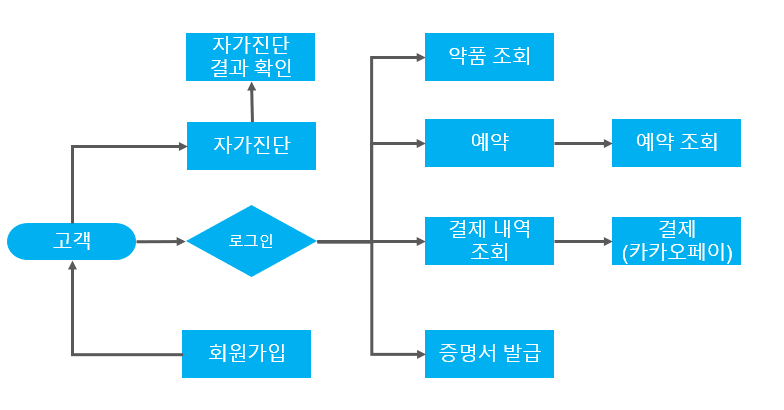 자가진단
결과 확인
약품 조회
자가진단
예약
예약 조회
고객
로그인
결제 내역
조회
결제
(카카오페이)
회원가입
증명서 발급